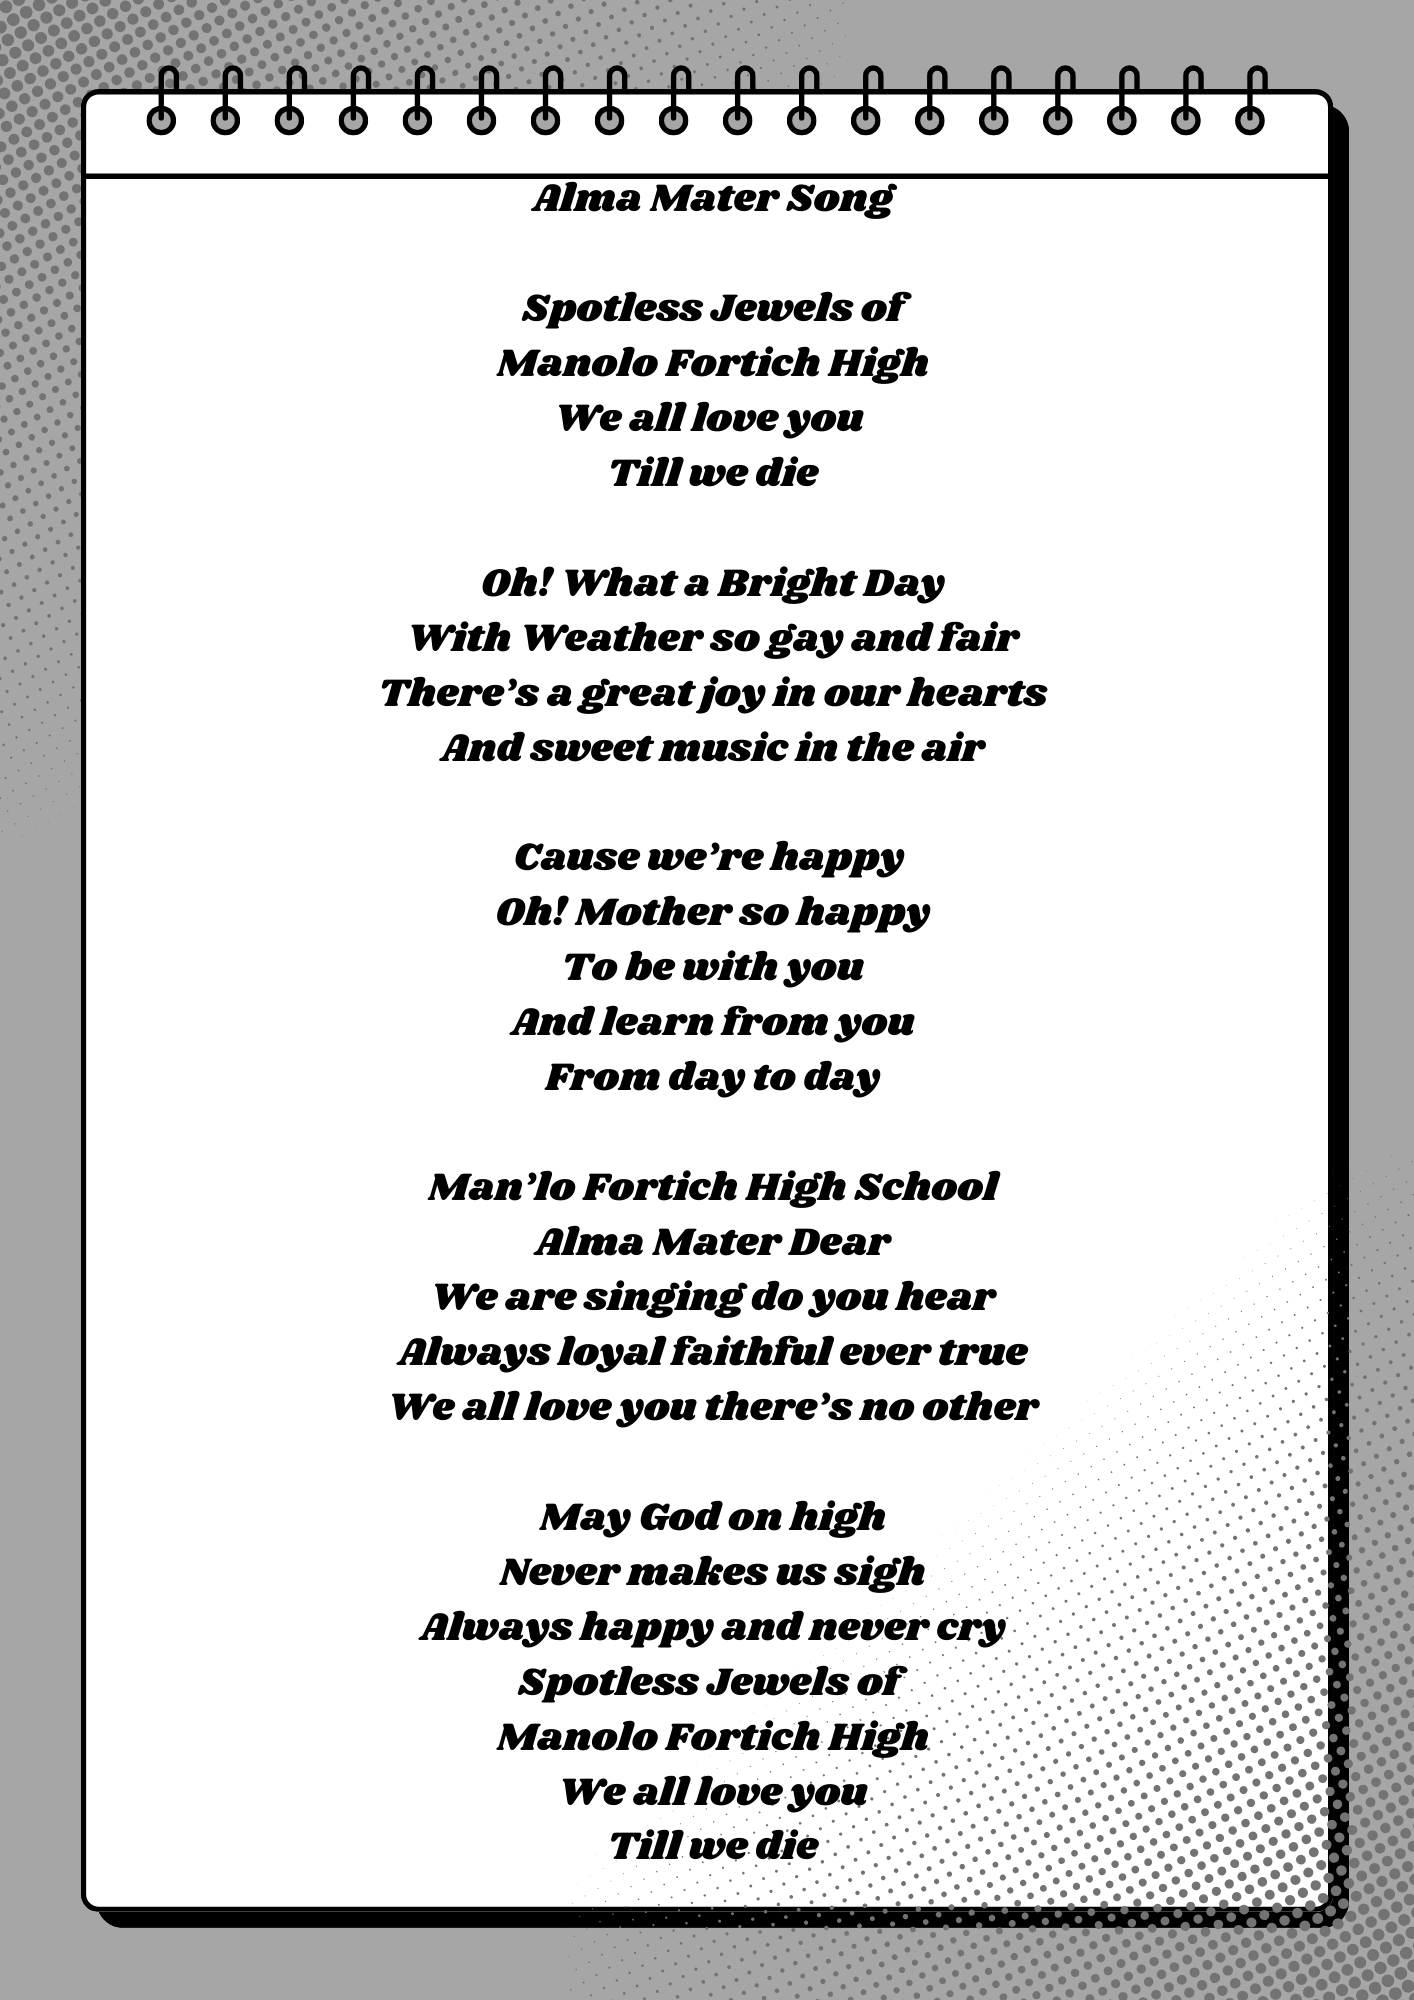 Alma Mater Song
Spotless Jewels of
Manolo Fortich High
We all love you
Till we die
Oh! What a Bright Day
With Weather so gay and fair
There's a great joy in our hearts
And sweet music in the air
Cause we're happy
Oh! Mother so happy
To be with you
And learn from you
From day to day
Man'lo Fortich High School
Alma Mater Dear
We are singing do you hear
Always loyal faithful ever true
We all love you there's no other
May God on high
Never makes us sigh
Always happy and never cry
Spotless Jewels of
Manolo Fortich High
We all love you
Till we die